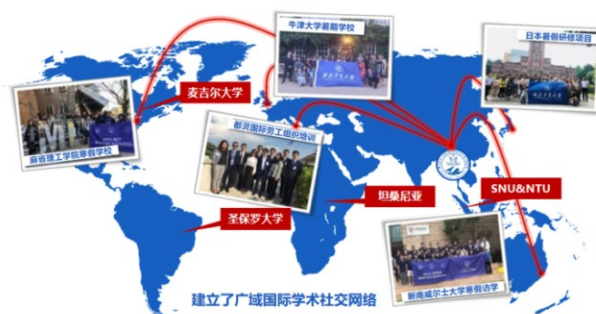 牛津大学暑期学校
日本暑假研修项目
麦吉尔大学
麻省理工学院寒假学校
都灵国际劳工组织培训
坦桑尼亚
SNU&NTU
圣保罗大学
新南威尔士大学寒假访学
建立了广域国际学术社交网络